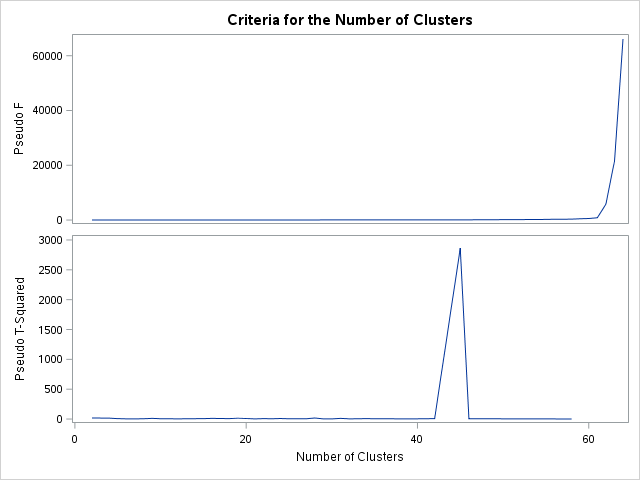 Criteria for the Number of Clusters
Pseudo F
60000
40000
20000
0
Pseudo T-Squared
3000
2500
2000
1500
1000
500
0
0 20 40 60
Number of Clusters